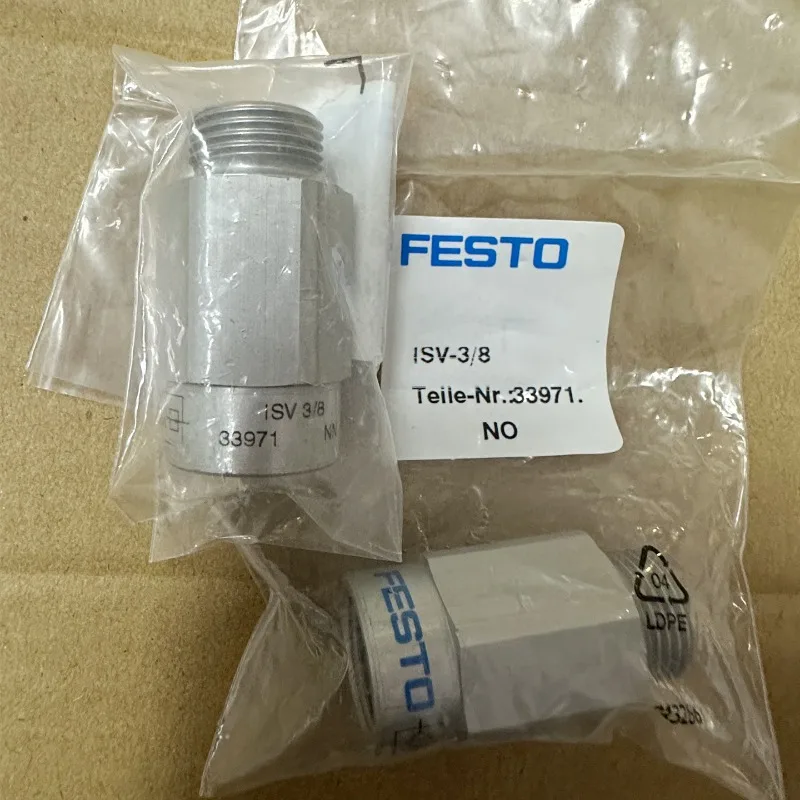 FESTO
ISV-3/8
Teile-Nr.:33971.
NO
ISV 3/8
33971
FESTO
04
LDPE